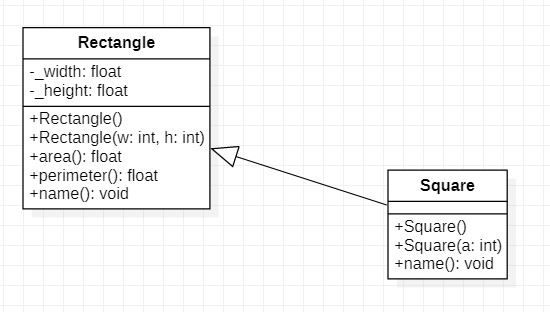 Rectangle
-_width: float
-_height: float
+Rectangle()
+Rectangle(w: int, h: int)
+area(): float
+perimeter(): float
+name(): void
Square
+Square()
+Square(a: int)
+name(): void